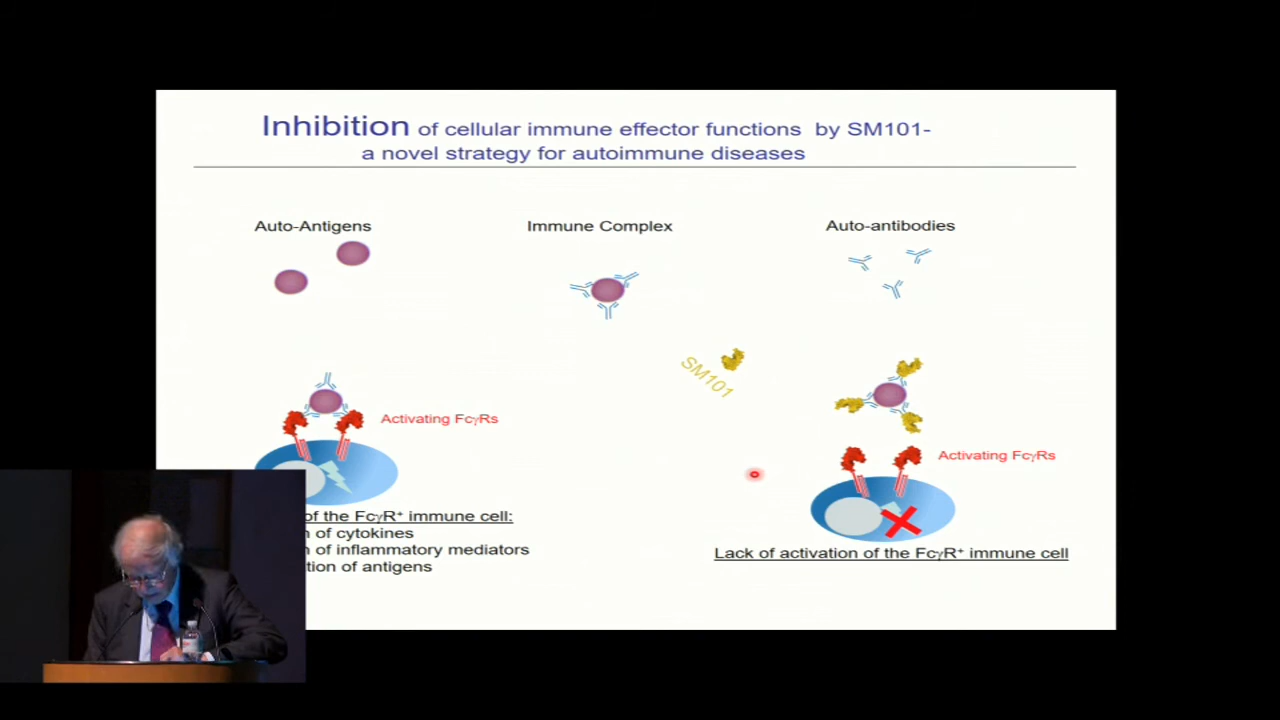 Inhibition of cellular immune effector functions by SM101-
a novel strategy for autoimmune diseases
Auto-Antigens
Immune Complex
Auto-antibodies
SM101
Activating FcγRs
Activating FcγRs
of the FcγR⁺ immune cell:
of cytokines
of inflammatory mediators
of antigens
Lack of activation of the FcγR⁺ immune cell